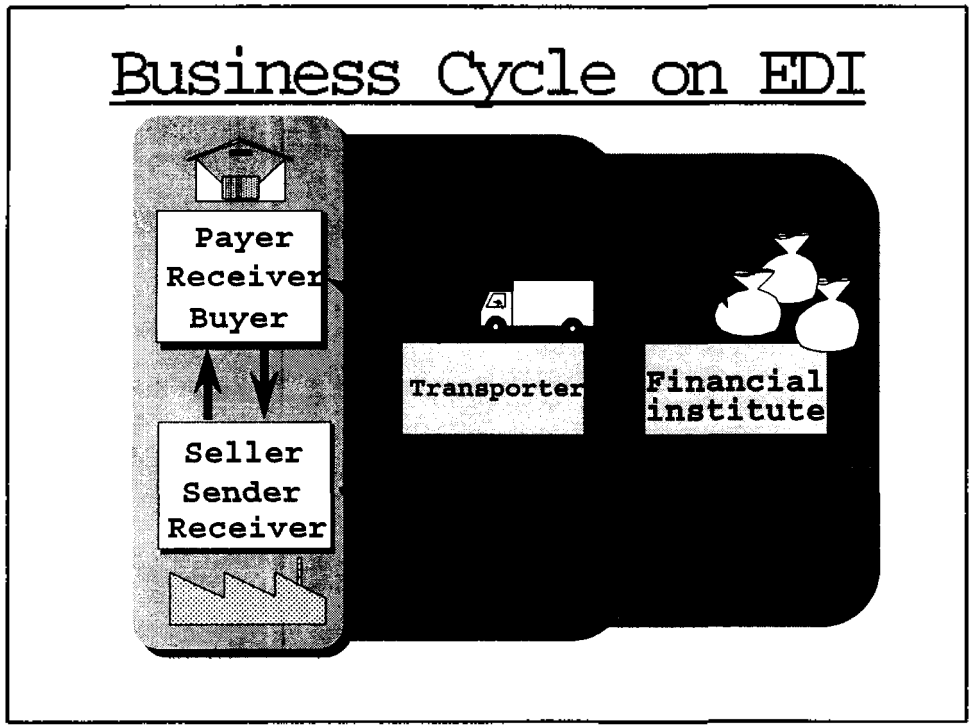 Business Cycle on EDI
Payer
Receiver
Buyer
Transporter
Financial
institute
Seller
Sender
Receiver